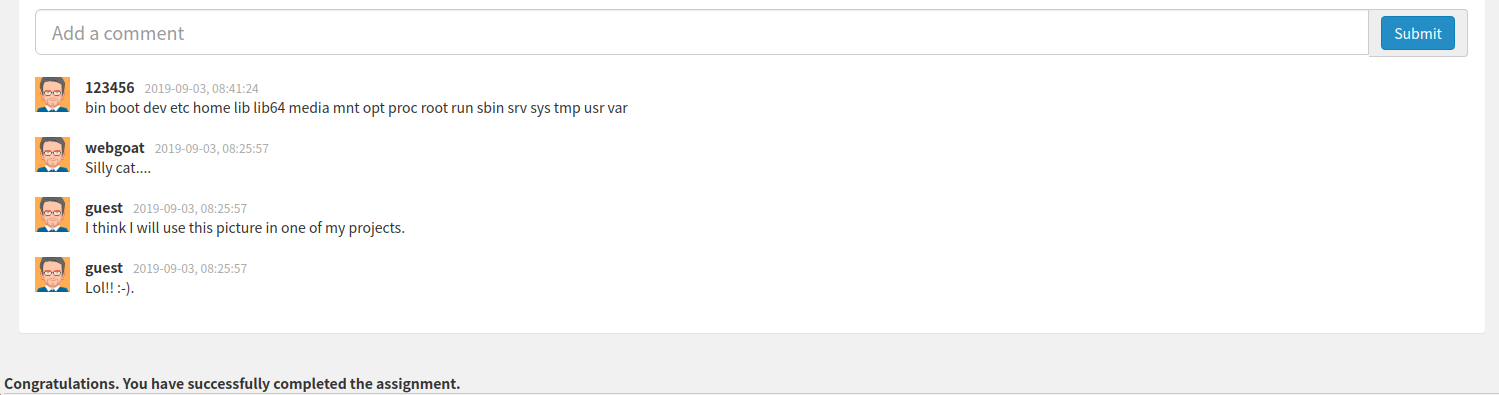 Add a comment
Submit
123456 2019-09-03, 08:41:24
bin boot dev etc home lib lib64 media mnt opt proc root run sbin srv sys tmp usr var
webgoat 2019-09-03, 08:25:57
Silly cat....
guest 2019-09-03, 08:25:57
I think I will use this picture in one of my projects.
guest 2019-09-03, 08:25:57
Lol!! :-).
Congratulations. You have successfully completed the assignment.